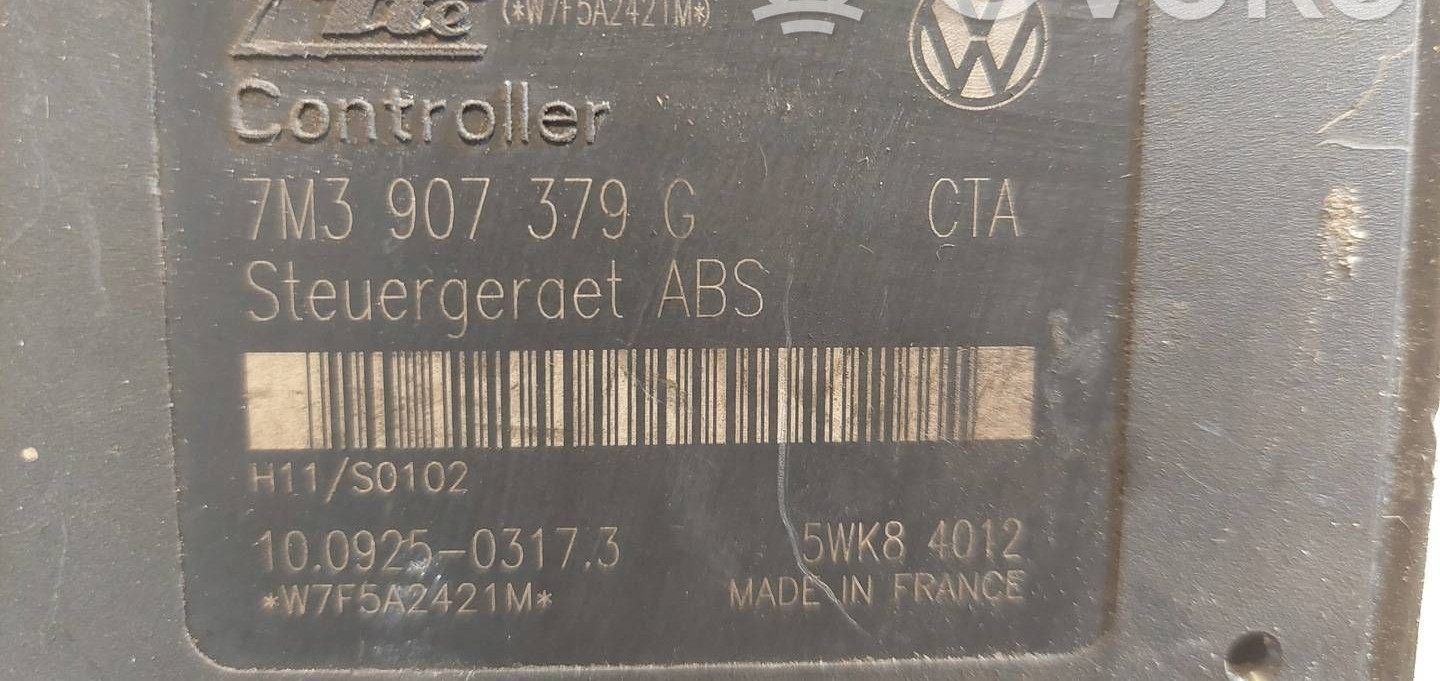 Ate (*W7F5A2421M*)
Controller
7M3 907 379 G CTA
Steuergeraet ABS
H11/S0102
10.0925-0317.3 5WK8 4012
*W7F5A2421M* MADE IN FRANCE